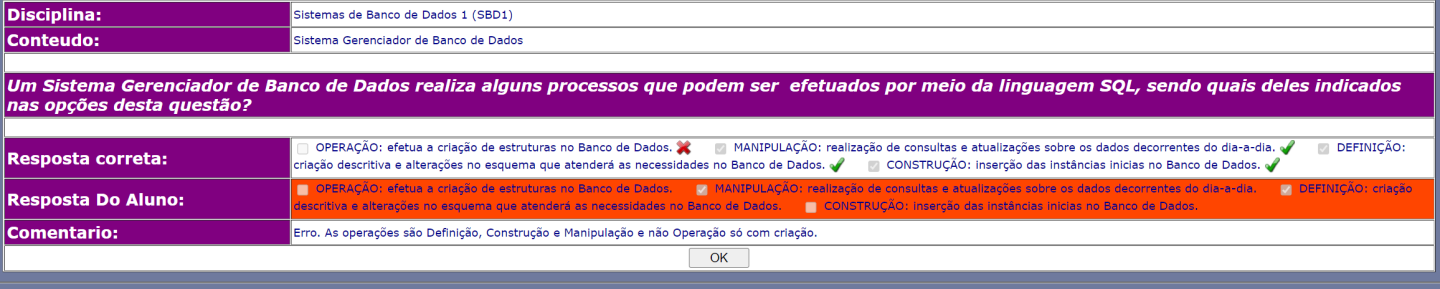 Disciplina: Sistemas de Banco de Dados 1 (SBD1)
Conteudo: Sistema Gerenciador de Banco de Dados
Um Sistema Gerenciador de Banco de Dados realiza alguns processos que podem ser efetuados por meio da linguagem SQL, sendo quais deles indicados
nas opções desta questão?
Resposta correta:
OPERAÇÃO: efetua a criação de estruturas no Banco de Dados. MANIPULAÇÃO: realização de consultas e atualizações sobre os dados decorrentes do dia-a-dia. DEFINIÇÃO:
criação descritiva e alterações no esquema que atenderá as necessidades no Banco de Dados. CONSTRUÇÃO: inserção das instâncias inicias no Banco de Dados.
Resposta Do Aluno:
OPERAÇÃO: efetua a criação de estruturas no Banco de Dados. MANIPULAÇÃO: realização de consultas e atualizações sobre os dados decorrentes do dia-a-dia. DEFINIÇÃO: criação
descritiva e alterações no esquema que atenderá as necessidades no Banco de Dados. CONSTRUÇÃO: inserção das instâncias inicias no Banco de Dados.
Comentario: Erro. As operações são Definição, Construção e Manipulação e não Operação só com criação.
OK